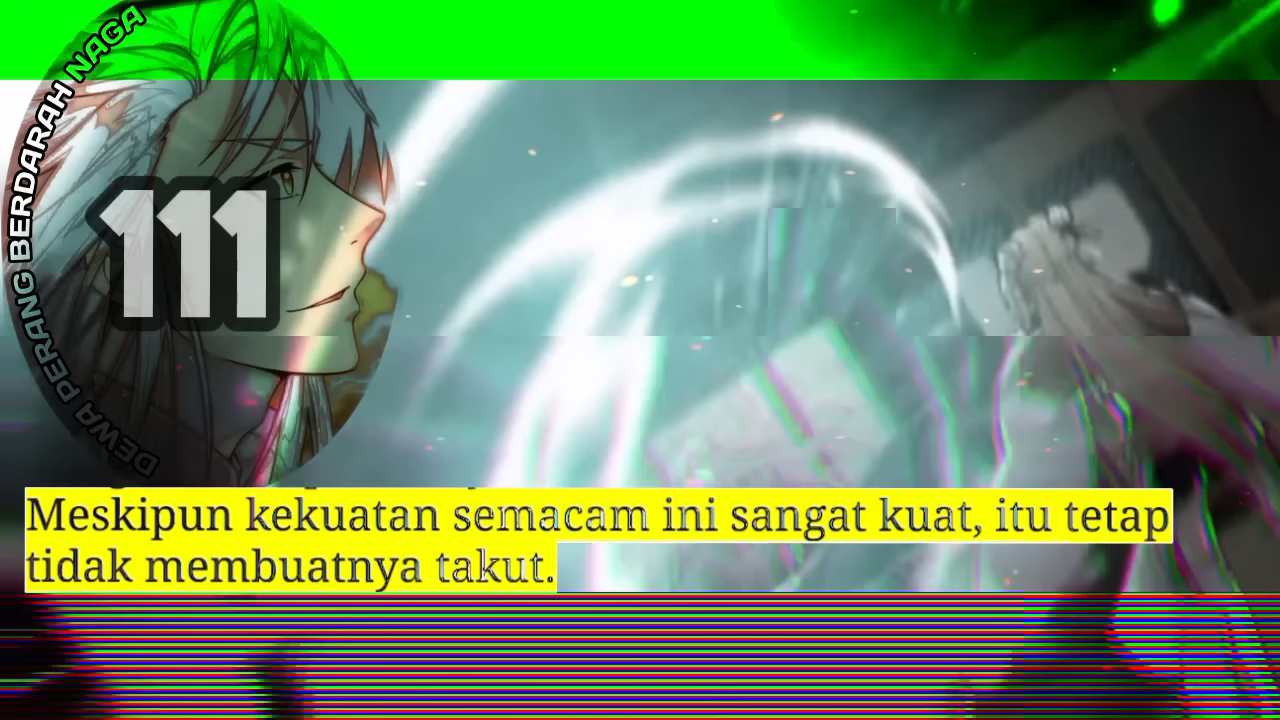 DEWA PERANG BERDARAH NAGA
111
Meskipun kekuatan semacam ini sangat kuat, itu tetap
tidak membuatnya takut.